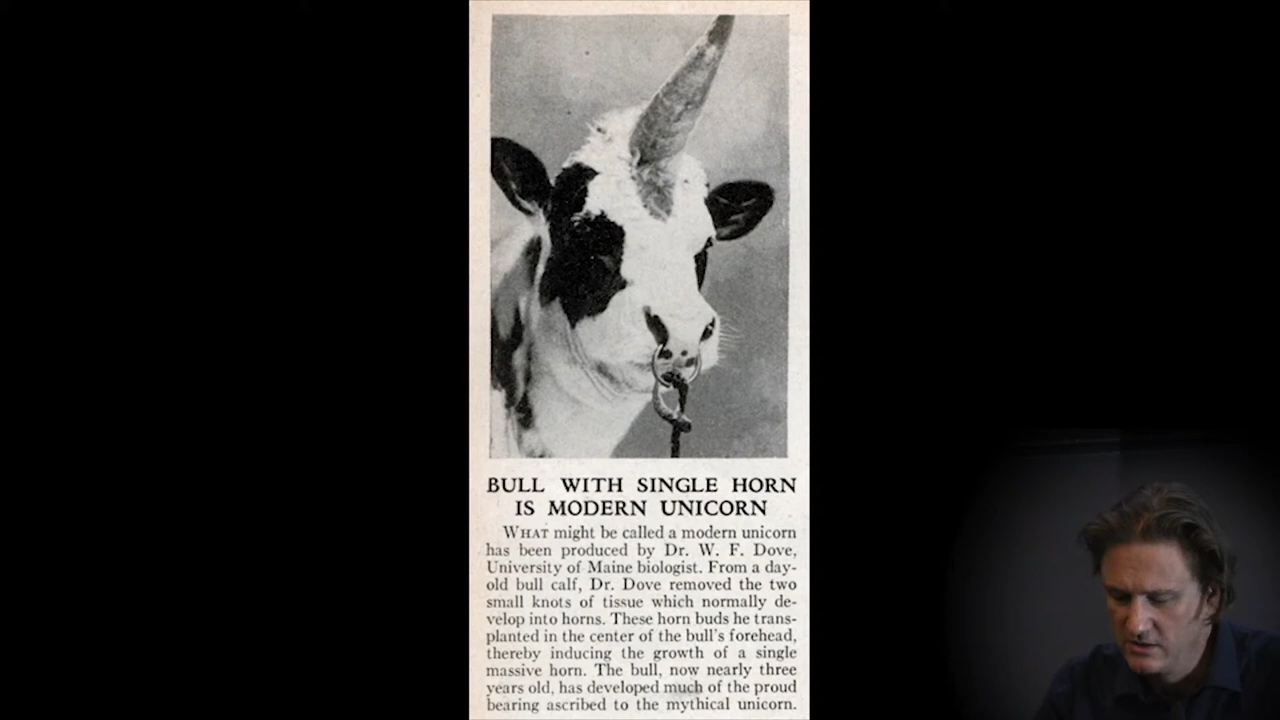 BULL WITH SINGLE HORN
IS MODERN UNICORN
WHAT might be called a modern unicorn
has been produced by Dr. W. F. Dove,
University of Maine biologist. From a day-
old bull calf, Dr. Dove removed the two
small knots of tissue which normally de-
velop into horns. These horn buds he trans-
planted in the center of the bull's forehead,
thereby inducing the growth of a single
massive horn. The bull, now nearly three
years old, has developed much of the proud
bearing ascribed to the mythical unicorn.